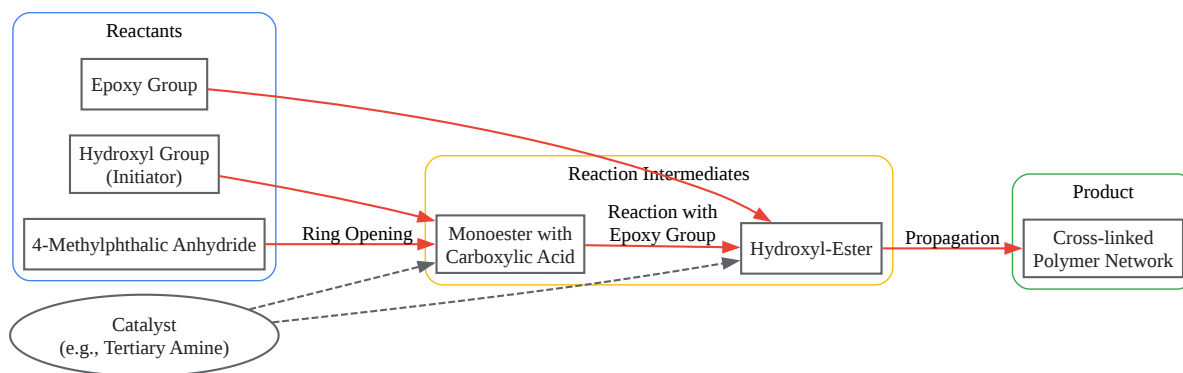 Reactants
Epoxy Group
Hydroxyl Group
(Initiator)
4-Methylphthalic Anhydride
Catalyst
(e.g., Tertiary Amine)
Ring Opening
Reaction Intermediates
Monoester with
Carboxylic Acid
Reaction with
Epoxy Group
Hydroxyl-Ester
Propagation
Product
Cross-linked
Polymer Network